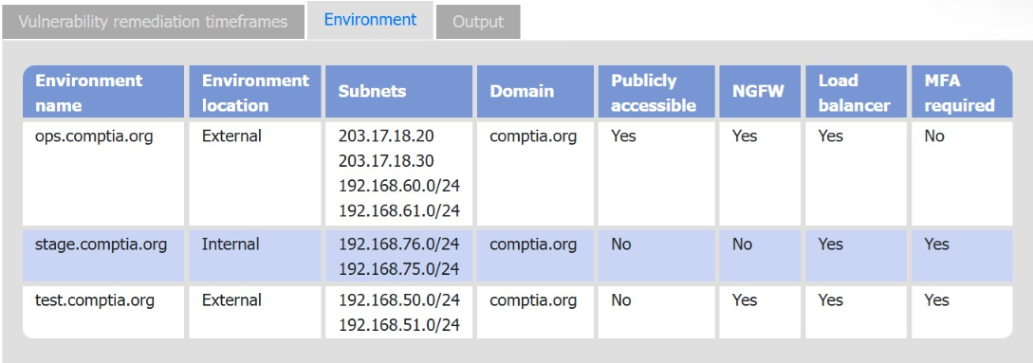 Vulnerability remediation timeframes Environment Output
Environment name Environment location Subnets Domain Publicly accessible NGFW Load balancer MFA required
ops.comptia.org External 203.17.18.20 comptia.org Yes Yes Yes No
203.17.18.30
192.168.60.0/24
192.168.61.0/24
stage.comptia.org Internal 192.168.76.0/24 comptia.org No No Yes Yes
192.168.75.0/24
test.comptia.org External 192.168.50.0/24 comptia.org No Yes Yes Yes
192.168.51.0/24